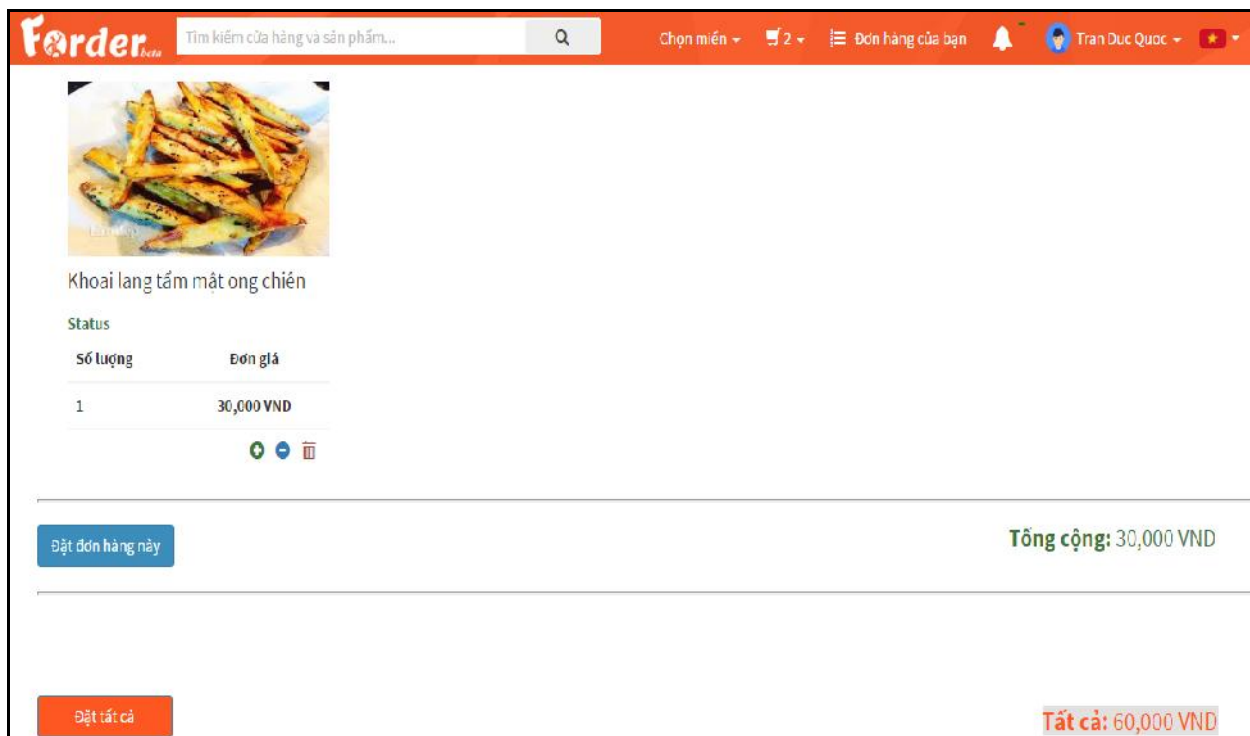 Forder beta
Tìm kiếm cửa hàng và sản phẩm...
Chọn miền
2
Đơn hàng của bạn
Tran Duc Quoc
Khoai lang tẩm mật ong chiên
Status
Số lượng Đơn giá
1 30,000 VND
Đặt đơn hàng này
Tổng cộng: 30,000 VND
Đặt tất cả
Tất cả: 60,000 VND